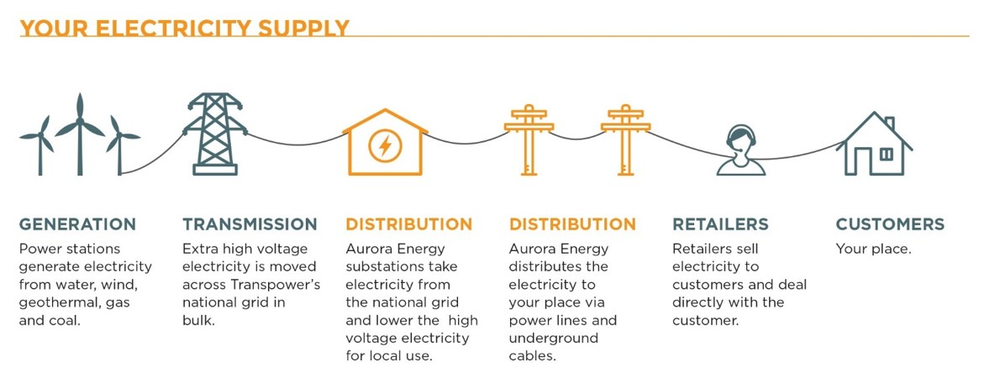 YOUR ELECTRICITY SUPPLY
GENERATION
Power stations
generate electricity
from water, wind,
geothermal, gas
and coal.
TRANSMISSION
Extra high voltage
electricity is moved
across Transpower's
national grid in
bulk.
DISTRIBUTION
Aurora Energy
substations take
electricity from
the national grid
and lower the  high
voltage electricity
for local use.
DISTRIBUTION
Aurora Energy
distributes the
electricity to
your place via
power lines and
underground
cables.
RETAILERS
Retailers sell
electricity to
customers and deal
directly with the
customer.
CUSTOMERS
Your place.